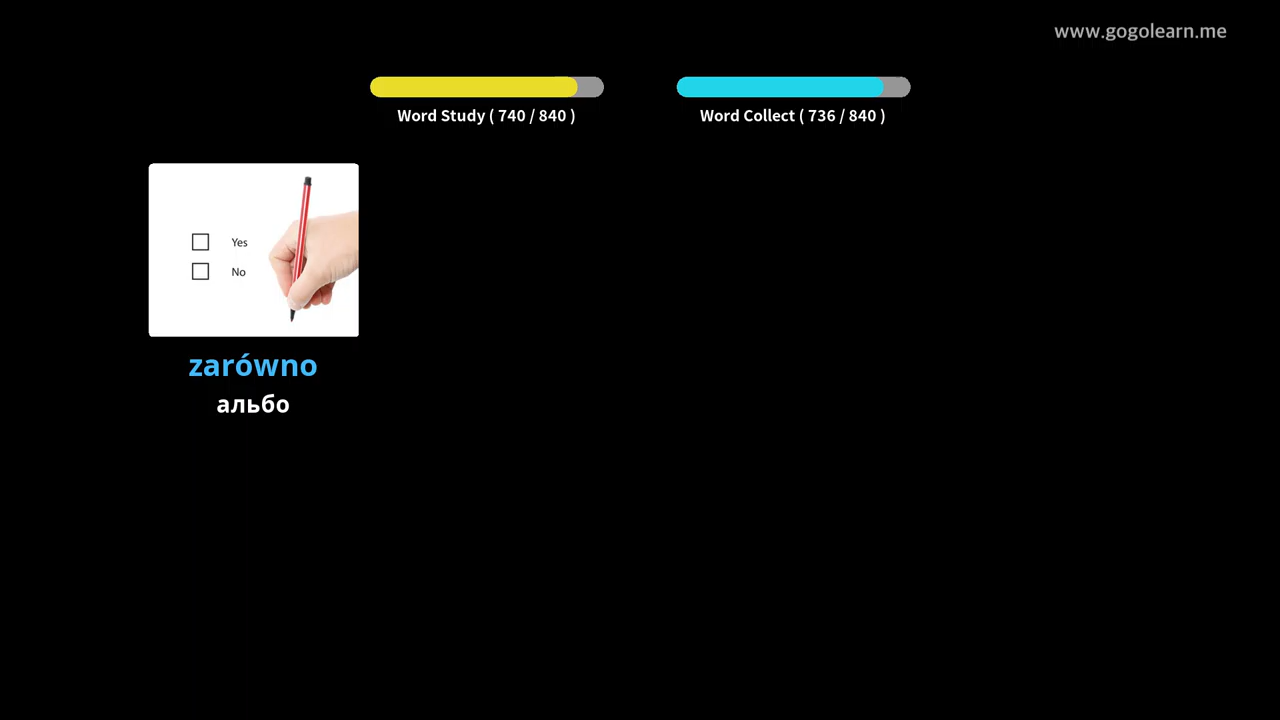 www.gogolearn.me
Word Study ( 740 / 840 )
Word Collect ( 736 / 840 )
Yes
No
zarówno
альбо